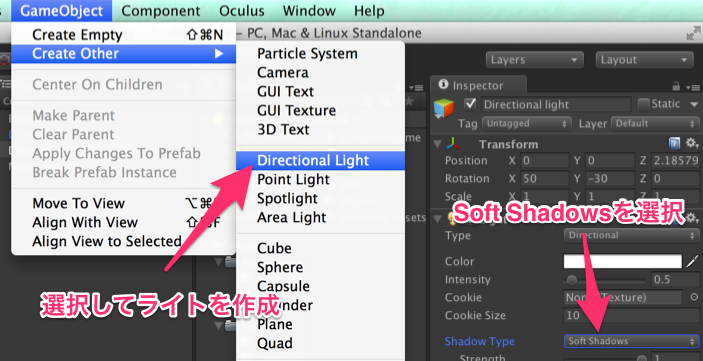 GameObject Component Oculus Window Help
Create Empty ⇧⌘N
– PC, Mac & Linux Standalone
Create Other ▶
Particle System
Camera
GUI Text
GUI Texture
3D Text
Directional Light
Point Light
Spotlight
Area Light
Cube
Sphere
Capsule
Plane
Quad
Center On Children
Make Parent
Clear Parent
Apply Changes To Prefab
Break Prefab Instance
Move To View
Align With View
Align View to Selected
選択してライトを作成
Layers
Layout
Inspector
Directional light
Static
Tag Untagged Layer Default
Transform
Position X 0 Y 0 Z 2.18579
Rotation X 50 Y -30 Z 0
Scale X 1 Y 1 Z 1
Soft Shadowsを選択
Type Directional
Color
Intensity 0.5
Cookie
Cookie Size 10
Shadow Type Soft Shadows
Strength 1